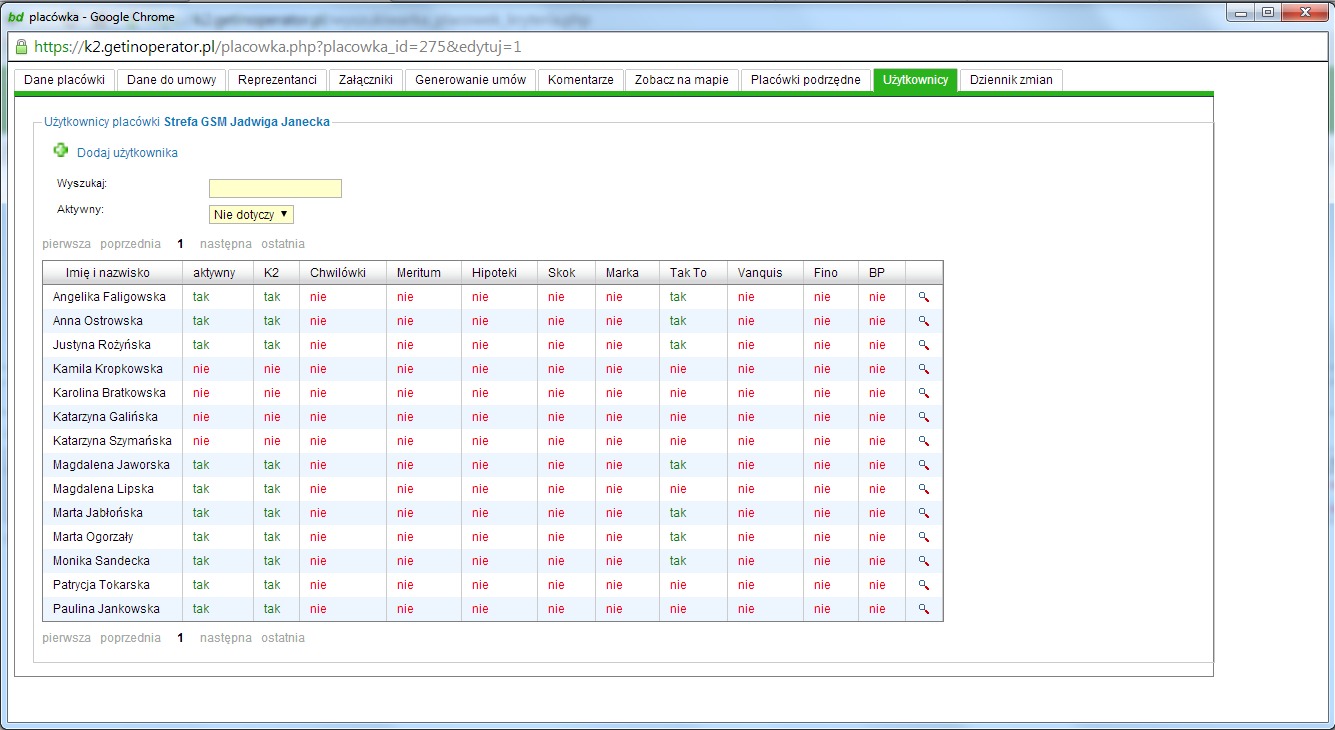 bd placówka - Google Chrome
https://k2.getinoperator.pl/placowka.php?placowka_id=275&edytuj=1
Dane placówki Dane do umowy Reprezentanci Załączniki Generowanie umów Komentarze Zobacz na mapie Placówki podrzędne Użytkownicy Dziennik zmian
Użytkownicy placówki Strefa GSM Jadwiga Janecka
Dodaj użytkownika
Wyszukaj:
Aktywny: Nie dotyczy
pierwsza poprzednia 1 następna ostatnia
Imię i nazwisko aktywny K2 Chwilówki Meritum Hipoteki Skok Marka Tak To Vanquis Fino BP
Angelika Faligowska tak tak nie nie nie nie nie tak nie nie nie
Anna Ostrowska tak tak nie nie nie nie nie tak nie nie nie
Justyna Rożyńska tak tak nie nie nie nie nie tak nie nie nie
Kamila Kropkowska nie nie nie nie nie nie nie nie nie nie nie
Karolina Bratkowska nie nie nie nie nie nie nie nie nie nie nie
Katarzyna Galińska nie nie nie nie nie nie nie nie nie nie nie
Katarzyna Szymańska nie nie nie nie nie nie nie nie nie nie nie
Magdalena Jaworska tak tak nie nie nie nie nie tak nie nie nie
Magdalena Lipska tak tak nie nie nie nie nie nie nie nie nie
Marta Jabłońska tak tak nie nie nie nie nie tak nie nie nie
Marta Ogorzały tak tak nie nie nie nie nie tak nie nie nie
Monika Sandecka tak tak nie nie nie nie nie tak nie nie nie
Patrycja Tokarska tak tak nie nie nie nie nie nie nie nie nie
Paulina Jankowska tak tak nie nie nie nie nie nie nie nie nie
pierwsza poprzednia 1 następna ostatnia